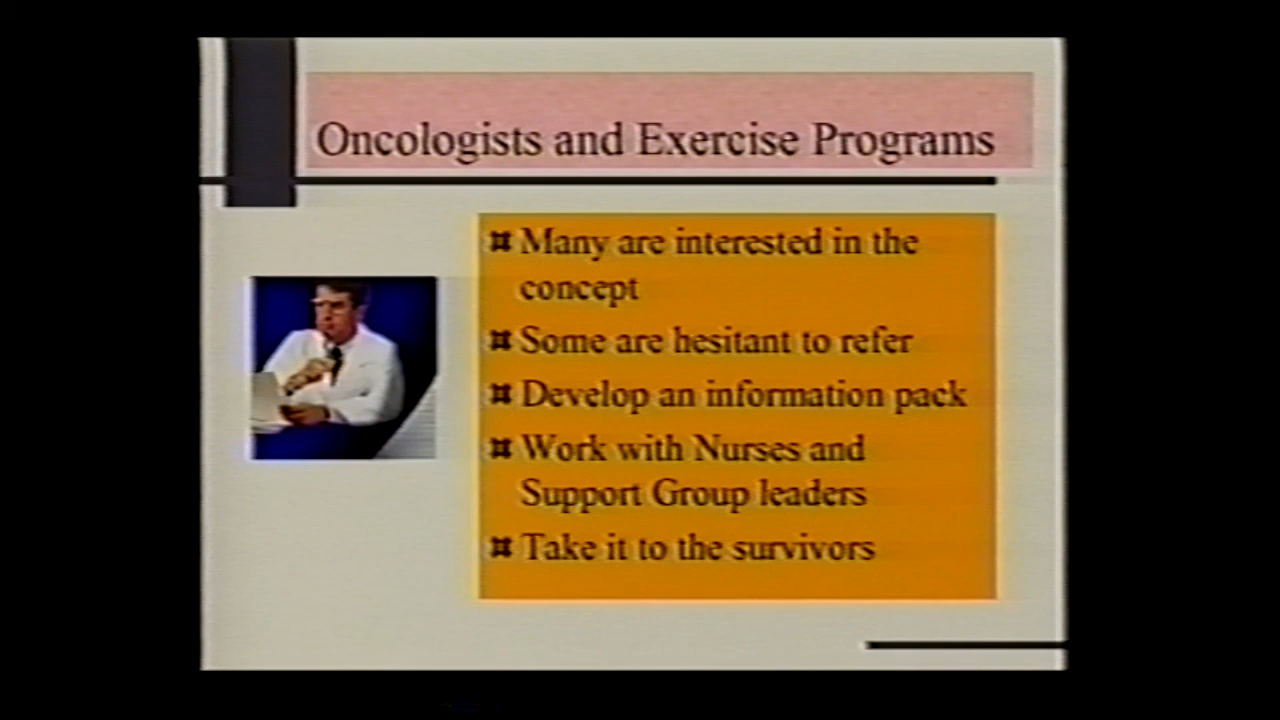 Oncologists and Exercise Programs
Many are interested in the
concept
Some are hesitant to refer
Develop an information pack
Work with Nurses and
Support Group leaders
Take it to the survivors